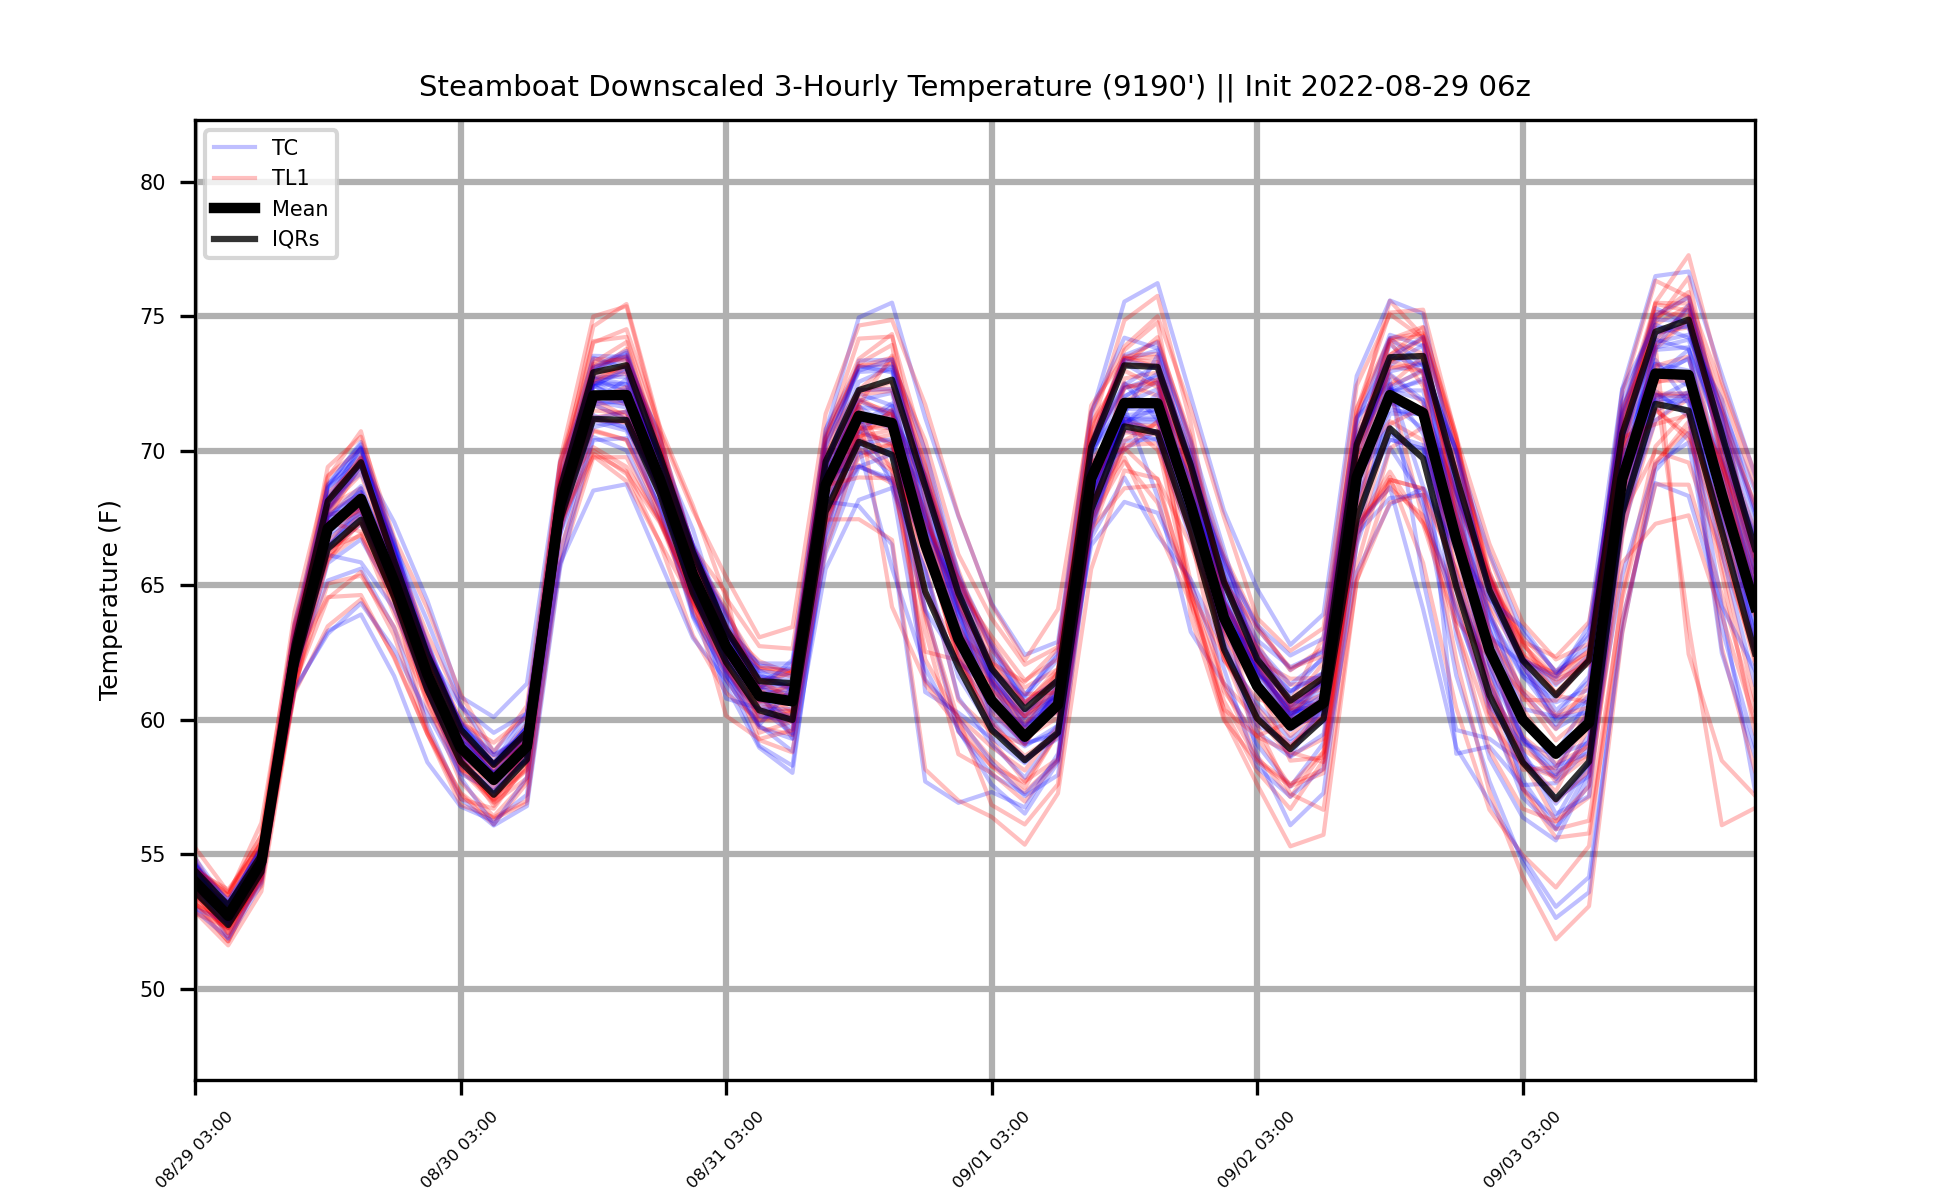 Steamboat Downscaled 3-Hourly Temperature (9190') || Init 2022-08-29 06z
TC
TL1
Mean
IQRs
Temperature (F)
80
75
70
65
60
55
50
08/29 03:00
08/30 03:00
08/31 03:00
09/01 03:00
09/02 03:00
09/03 03:00